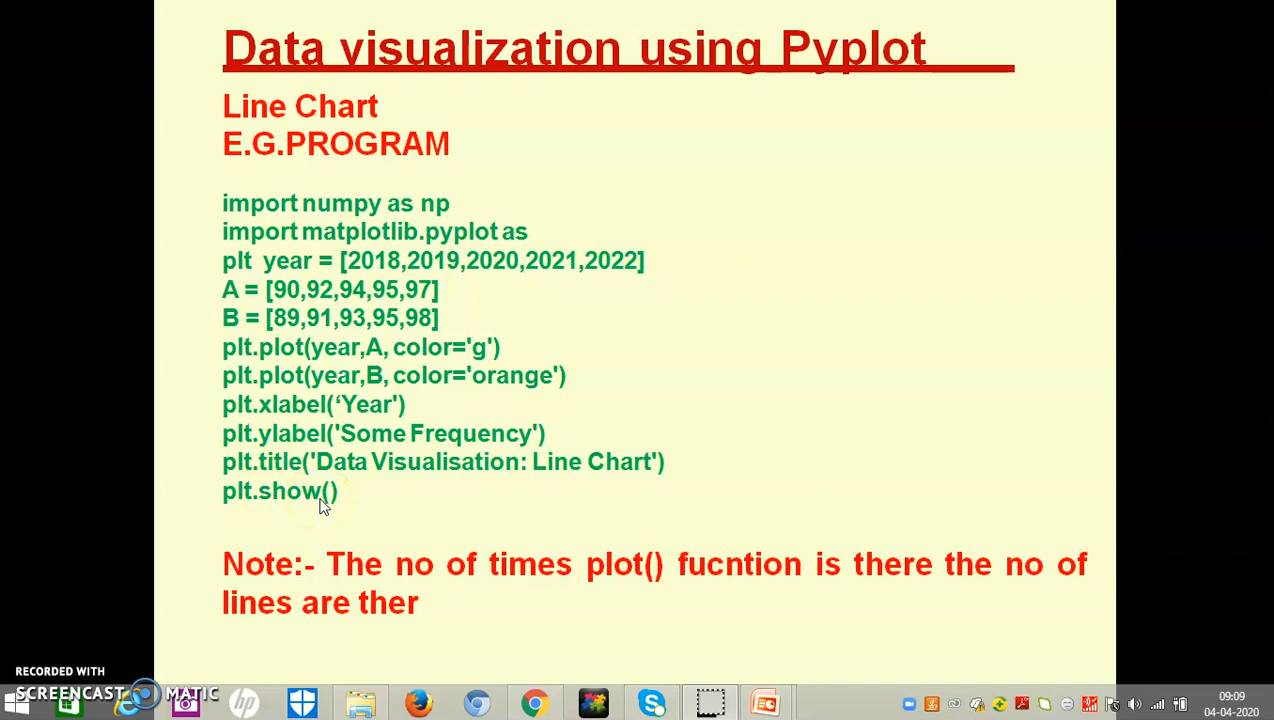 Data visualization using Pyplot
Line Chart
E.G.PROGRAM
import numpy as np
import matplotlib.pyplot as
plt year = [2018,2019,2020,2021,2022]
A = [90,92,94,95,97]
B = [89,91,93,95,98]
plt.plot(year,A, color='g')
plt.plot(year,B, color='orange')
plt.xlabel(‘Year')
plt.ylabel('Some Frequency')
plt.title('Data Visualisation: Line Chart')
plt.show()
Note:- The no of times plot() fucntion is there the no of
lines are ther
RECORDED WITH
SCREENCAST MATIC
hp
09:09
04-04-2020